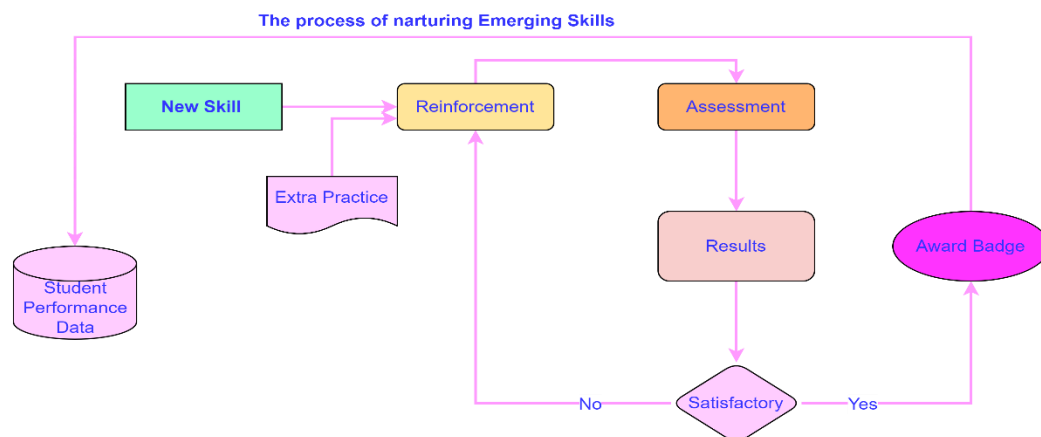 The process of narturing Emerging Skills
New Skill
Reinforcement
Assessment
Extra Practice
Results
Award Badge
Student
Performance
Data
Satisfactory
No
Yes